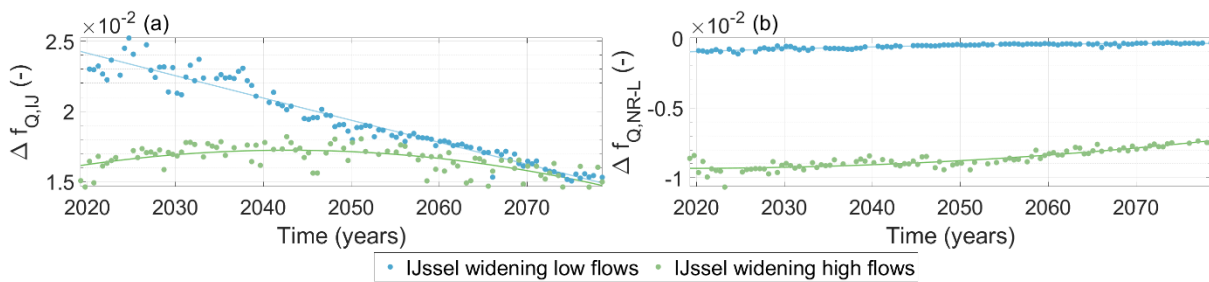 ×10⁻² (a)
2.5
2
1.5
Δ f_Q,IJ (-)
2020 2030 2040 2050 2060 2070
Time (years)
×10⁻² (b)
0
-0.5
-1
Δ f_Q,NR-L (-)
2020 2030 2040 2050 2060 2070
Time (years)
IJssel widening low flows IJssel widening high flows